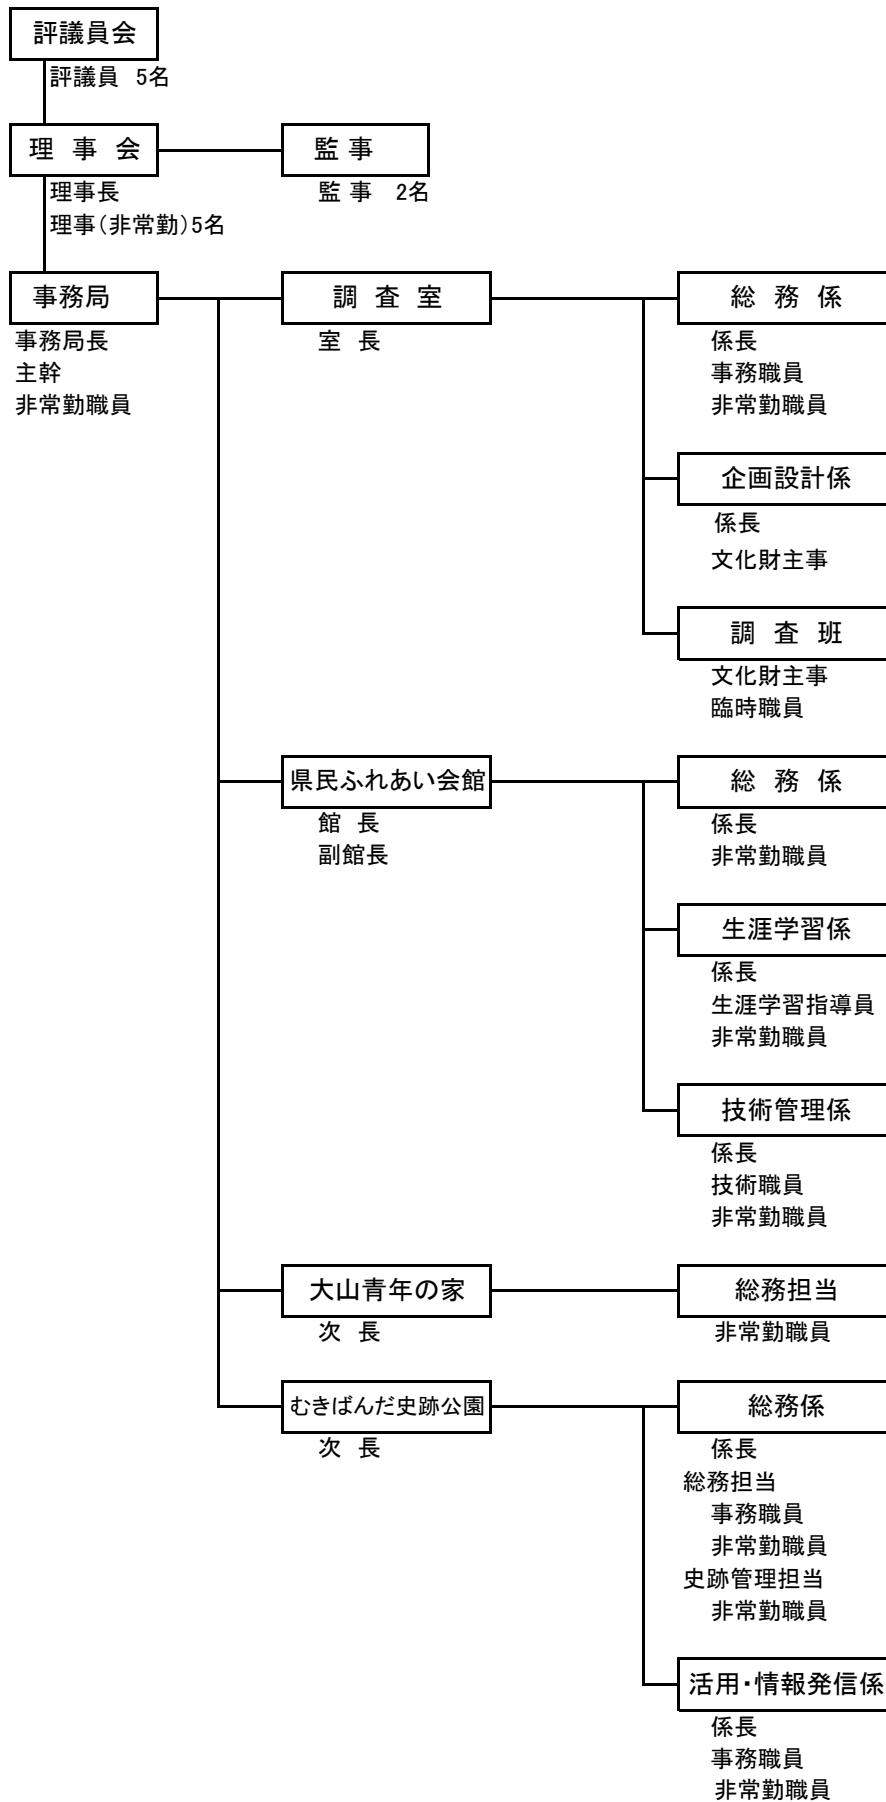 評議員会
評議員 5名
理 事 会
監 事
理事長
監 事 2名
理事(非常勤)5名
事務局
調 査 室
総 務 係
事務局長
室 長
係長
主幹
事務職員
非常勤職員
非常勤職員
企画設計係
係長
文化財主事
調 査 班
文化財主事
臨時職員
県民ふれあい会館
総 務 係
館 長
係長
副館長
非常勤職員
生涯学習係
係長
生涯学習指導員
非常勤職員
技術管理係
係長
技術職員
非常勤職員
大山青年の家
総務担当
次 長
非常勤職員
むきばんだ史跡公園
総務係
次 長
係長
総務担当
事務職員
非常勤職員
史跡管理担当
非常勤職員
活用・情報発信係
係長
事務職員
非常勤職員